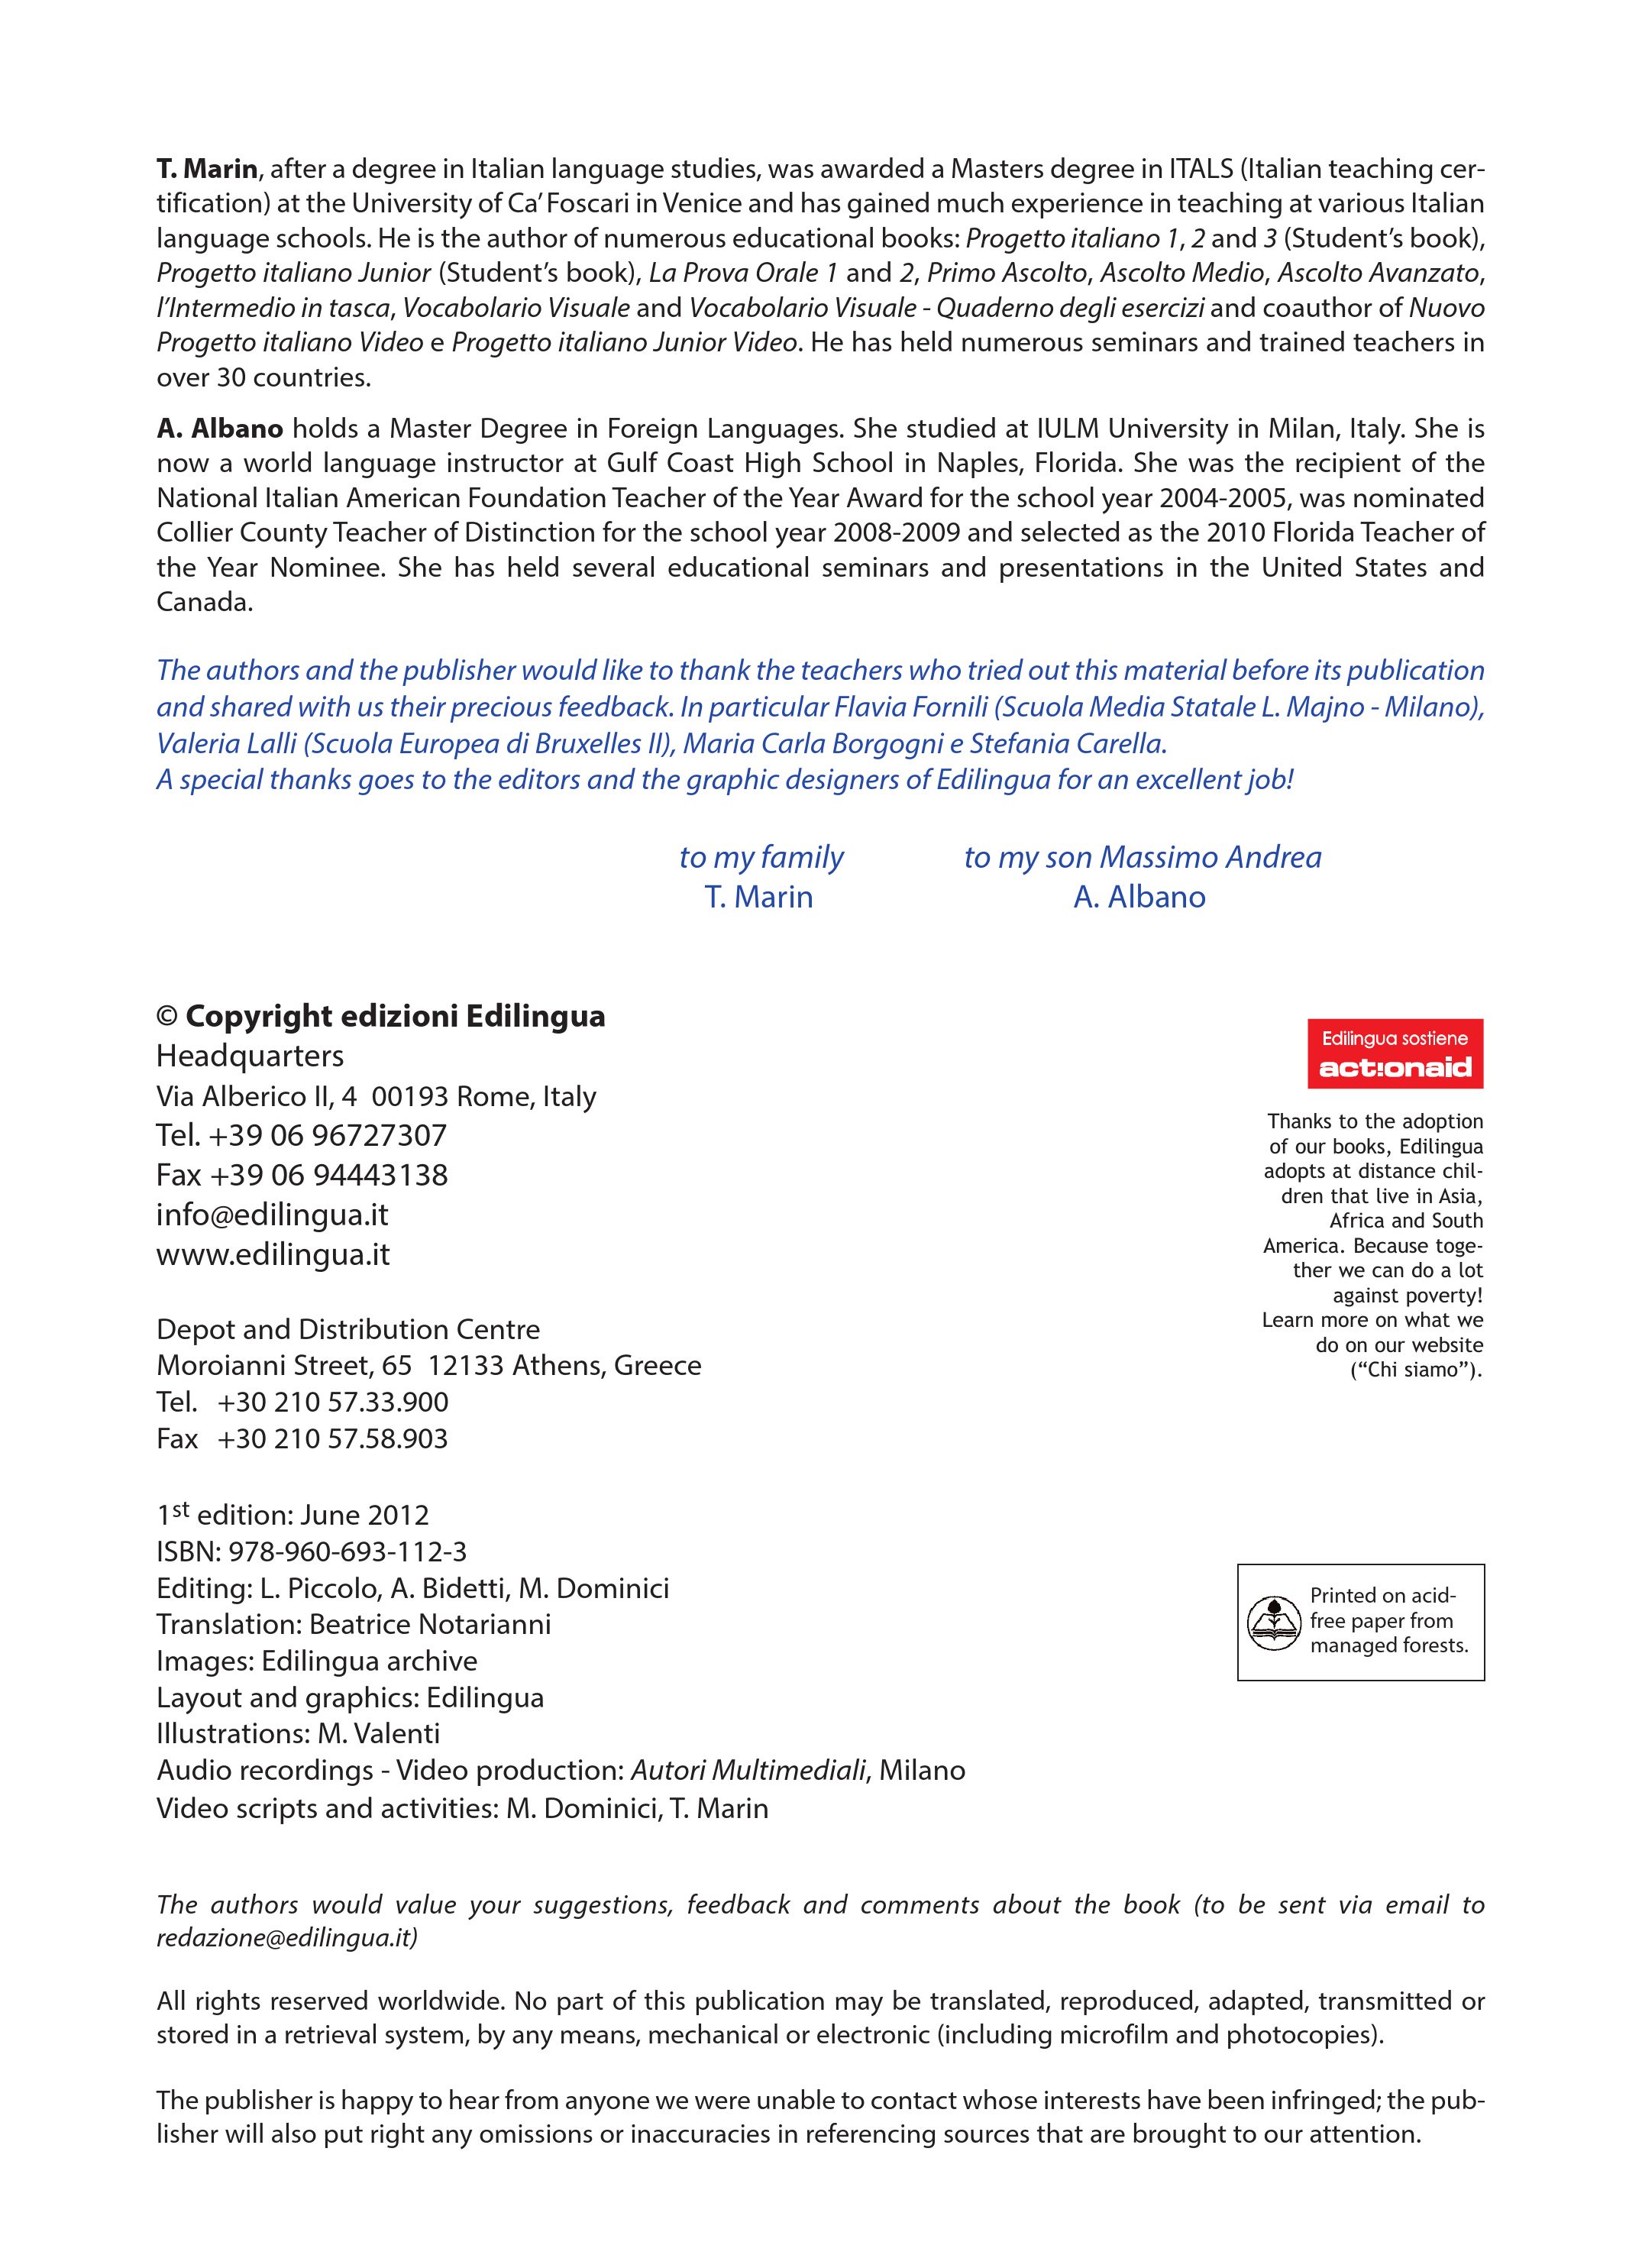 T. Marin, after a degree in Italian language studies, was awarded a Masters degree in ITALS (Italian teaching cer-
tification) at the University of Ca’ Foscari in Venice and has gained much experience in teaching at various Italian
language schools. He is the author of numerous educational books: Progetto italiano 1, 2 and 3 (Student’s book),
Progetto italiano Junior (Student’s book), La Prova Orale 1 and 2, Primo Ascolto, Ascolto Medio, Ascolto Avanzato,
l’Intermedio in tasca, Vocabolario Visuale and Vocabolario Visuale - Quaderno degli esercizi and coauthor of Nuovo
Progetto italiano Video e Progetto italiano Junior Video. He has held numerous seminars and trained teachers in
over 30 countries.
A. Albano holds a Master Degree in Foreign Languages. She studied at IULM University in Milan, Italy. She is
now a world language instructor at Gulf Coast High School in Naples, Florida. She was the recipient of the
National Italian American Foundation Teacher of the Year Award for the school year 2004-2005, was nominated
Collier County Teacher of Distinction for the school year 2008-2009 and selected as the 2010 Florida Teacher of
the Year Nominee. She has held several educational seminars and presentations in the United States and
Canada.
The authors and the publisher would like to thank the teachers who tried out this material before its publication
and shared with us their precious feedback. In particular Flavia Fornili (Scuola Media Statale L. Majno - Milano),
Valeria Lalli (Scuola Europea di Bruxelles II), Maria Carla Borgogni e Stefania Carella.
A special thanks goes to the editors and the graphic designers of Edilingua for an excellent job!
to my family
T. Marin
to my son Massimo Andrea
A. Albano
© Copyright edizioni Edilingua
Headquarters
Via Alberico II, 4 00193 Rome, Italy
Tel. +39 06 96727307
Fax +39 06 94443138
info@edilingua.it
www.edilingua.it
Depot and Distribution Centre
Moroianni Street, 65 12133 Athens, Greece
Tel. +30 210 57.33.900
Fax +30 210 57.58.903
1st edition: June 2012
ISBN: 978-960-693-112-3
Editing: L. Piccolo, A. Bidetti, M. Dominici
Translation: Beatrice Notarianni
Images: Edilingua archive
Layout and graphics: Edilingua
Illustrations: M. Valenti
Audio recordings - Video production: Autori Multimediali, Milano
Video scripts and activities: M. Dominici, T. Marin
Edilingua sostiene
act!onaid
Thanks to the adoption
of our books, Edilingua
adopts at distance chil-
dren that live in Asia,
Africa and South
America. Because toge-
ther we can do a lot
against poverty!
Learn more on what we
do on our website
(“Chi siamo”).
Printed on acid-
free paper from
managed forests.
The authors would value your suggestions, feedback and comments about the book (to be sent via email to
redazione@edilingua.it)
All rights reserved worldwide. No part of this publication may be translated, reproduced, adapted, transmitted or
stored in a retrieval system, by any means, mechanical or electronic (including microfilm and photocopies).
The publisher is happy to hear from anyone we were unable to contact whose interests have been infringed; the pub-
lisher will also put right any omissions or inaccuracies in referencing sources that are brought to our attention.